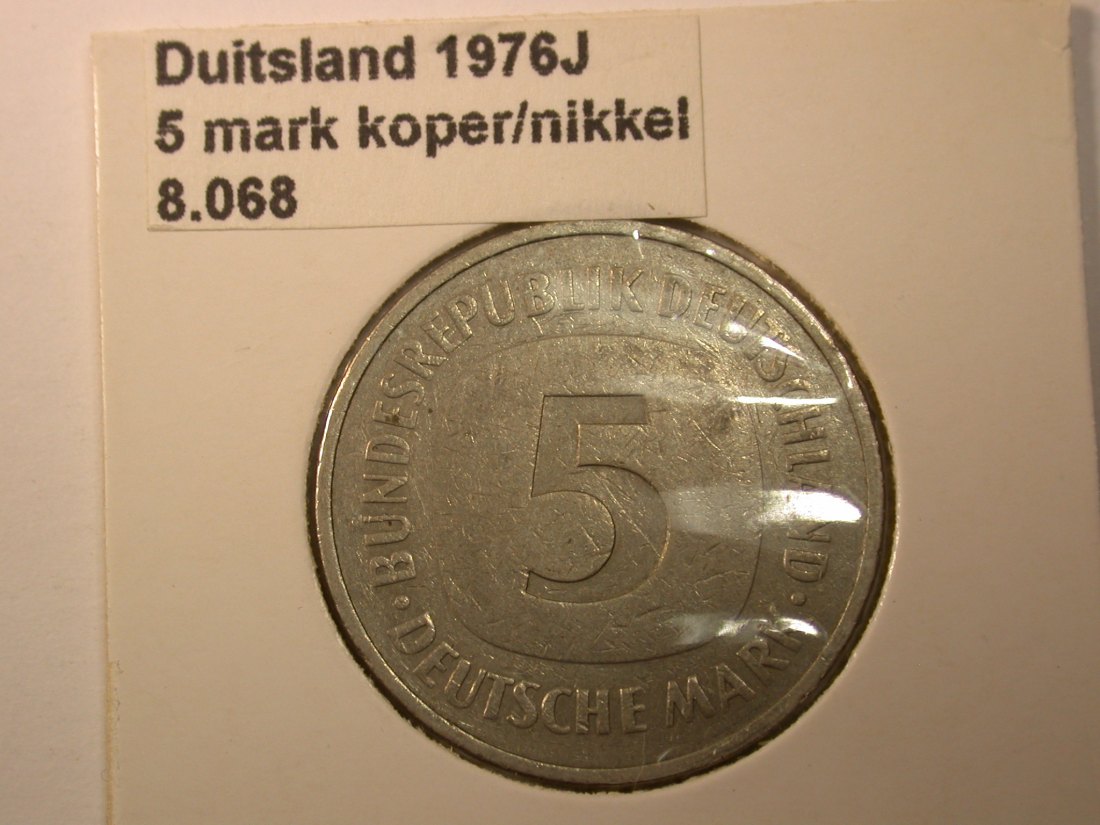 Duitsland 1976J
5 mark koper/nikkel
8.068
BUNDESREPUBLIK DEUTSCHLAND
5
· DEUTSCHE MARK ·